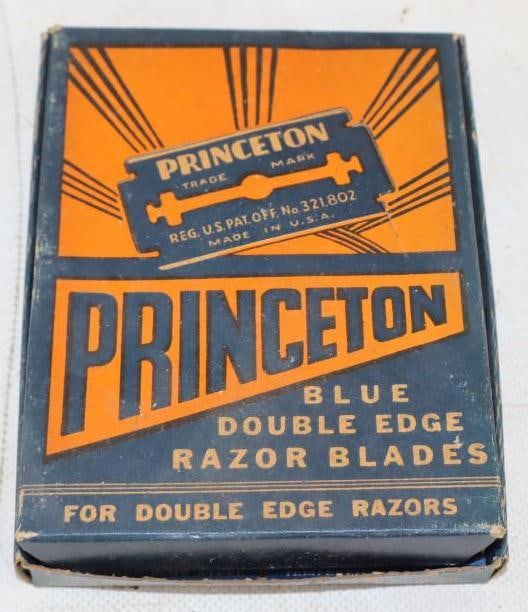 PRINCETON
TRADE MARK
REG. U.S. PAT. OFF. No. 321.802
MADE IN U.S.A.
PRINCETON
BLUE
DOUBLE EDGE
RAZOR BLADES
FOR DOUBLE EDGE RAZORS